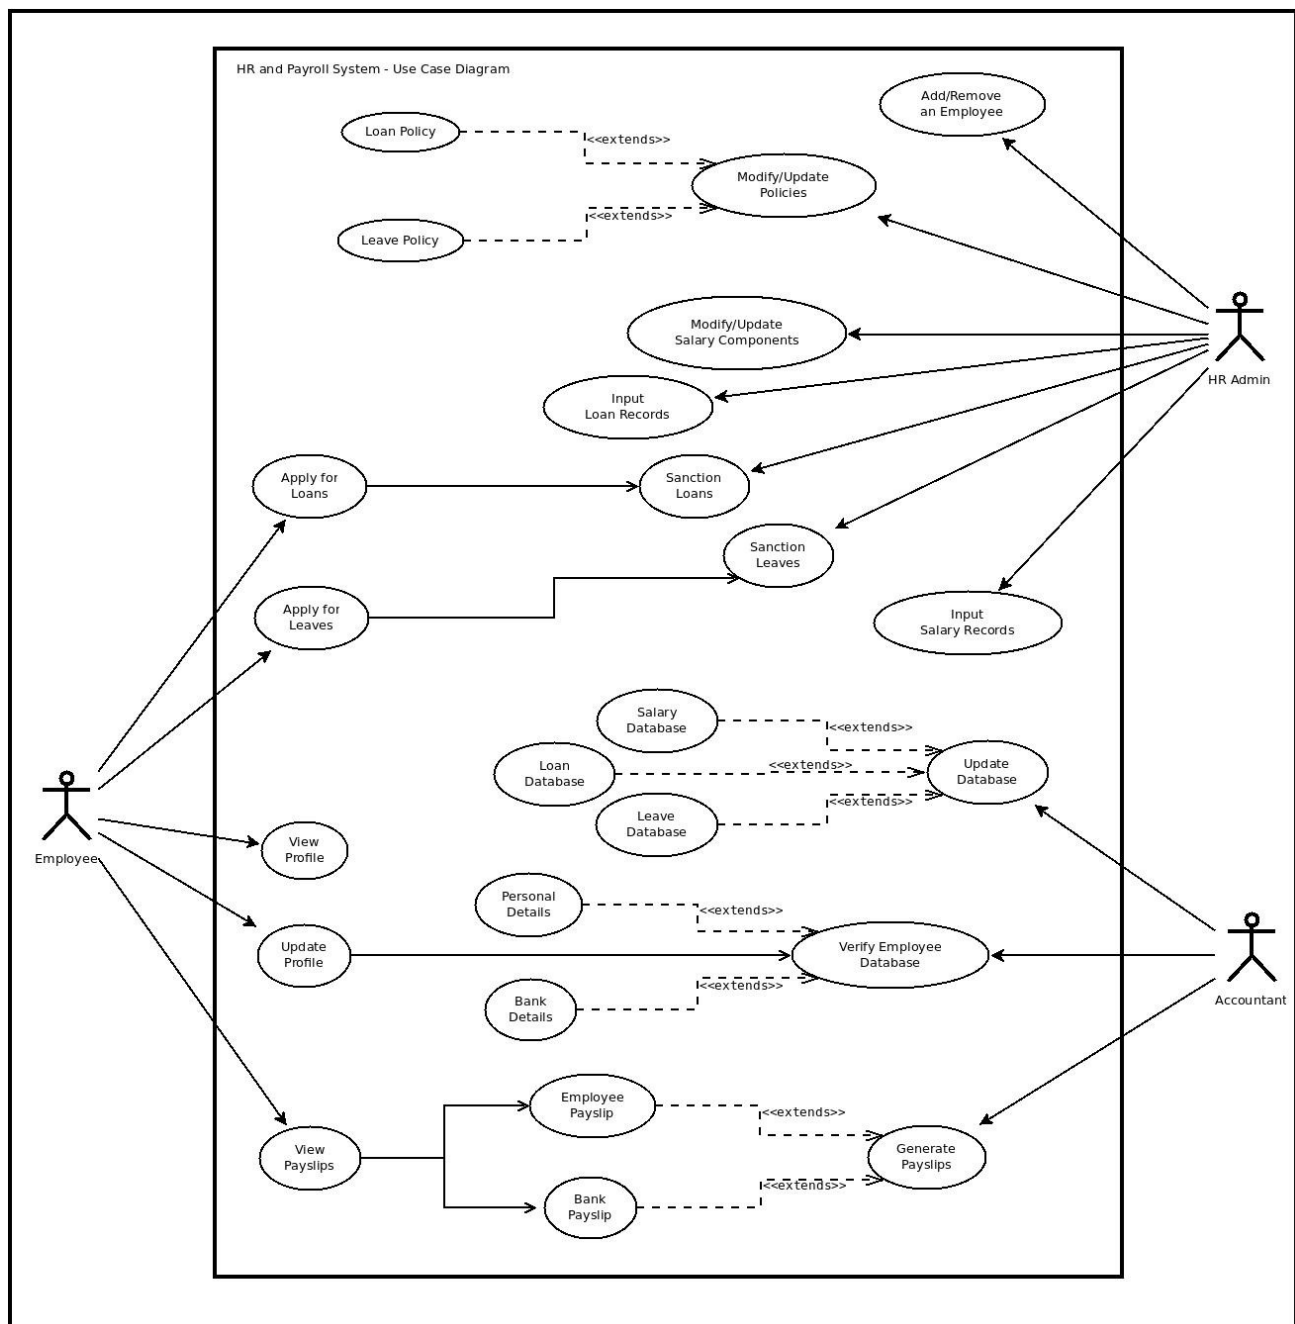 HR and Payroll System - Use Case Diagram
Add/Remove
an Employee
Loan Policy
<<extends>>
Modify/Update
Policies
<<extends>>
Leave Policy
Modify/Update
Salary Components
HR Admin
Input
Loan Records
Apply for
Loans
Sanction
Loans
Sanction
Leaves
Apply for
Leaves
Input
Salary Records
Salary
Database
<<extends>>
Loan
Database
<<extends>>
Update
Database
Leave
Database
<<extends>>
Employee
View
Profile
Personal
Details
<<extends>>
Update
Profile
Verify Employee
Database
<<extends>>
Bank
Details
Accountant
Employee
Payslip
<<extends>>
View
Payslips
Generate
Payslips
<<extends>>
Bank
Payslip